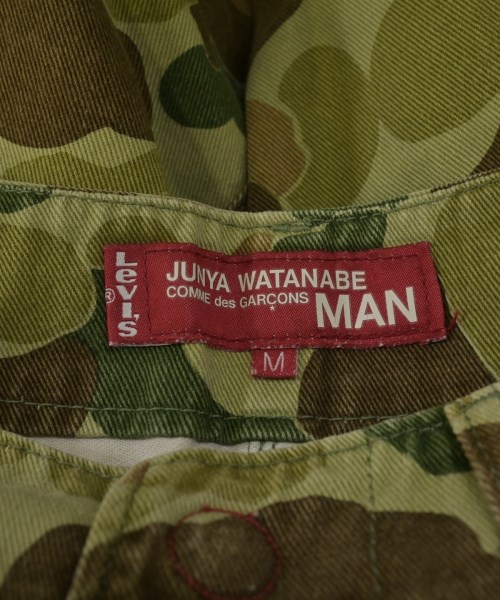 Levi's
®
JUNYA WATANABE
COMME des GARÇONS
MAN
M